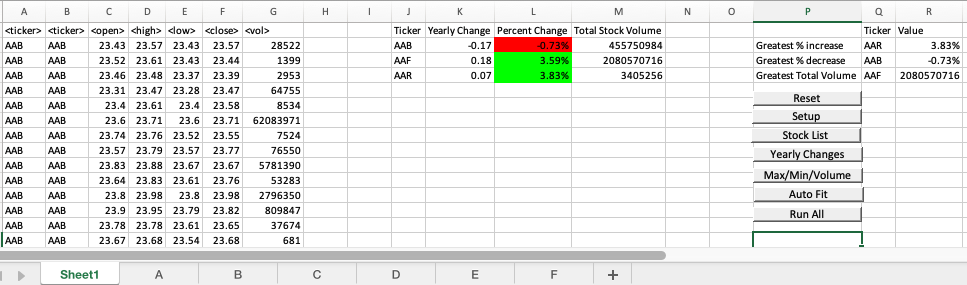 A B C D E F G H I J K L M N O P Q R
<ticker> <ticker> <open> <high> <low> <close> <vol> Ticker Yearly Change Percent Change Total Stock Volume Ticker Value
AAB AAB 23.43 23.57 23.43 23.57 28522 AAB -0.17 -0.73% 455750984 Greatest % increase AAR 3.83%
AAB AAB 23.52 23.61 23.43 23.44 1399 AAF 0.18 3.59% 2080570716 Greatest % decrease AAB -0.73%
AAB AAB 23.46 23.48 23.37 23.39 2953 AAR 0.07 3.83% 3405256 Greatest Total Volume AAF 2080570716
AAB AAB 23.31 23.47 23.28 23.47 64755
Reset
AAB AAB 23.4 23.61 23.4 23.58 8534
AAB AAB 23.6 23.71 23.6 23.71 62083971
Setup
AAB AAB 23.74 23.76 23.52 23.55 7524
Stock List
AAB AAB 23.57 23.79 23.57 23.77 76550
Yearly Changes
AAB AAB 23.83 23.88 23.67 23.67 5781390
Max/Min/Volume
AAB AAB 23.64 23.83 23.61 23.76 53283
AAB AAB 23.8 23.98 23.8 23.98 2796350
Auto Fit
AAB AAB 23.9 23.95 23.79 23.82 809847
Run All
AAB AAB 23.78 23.78 23.61 23.65 37674
AAB AAB 23.67 23.68 23.54 23.68 681
Sheet1 A B C D E F +